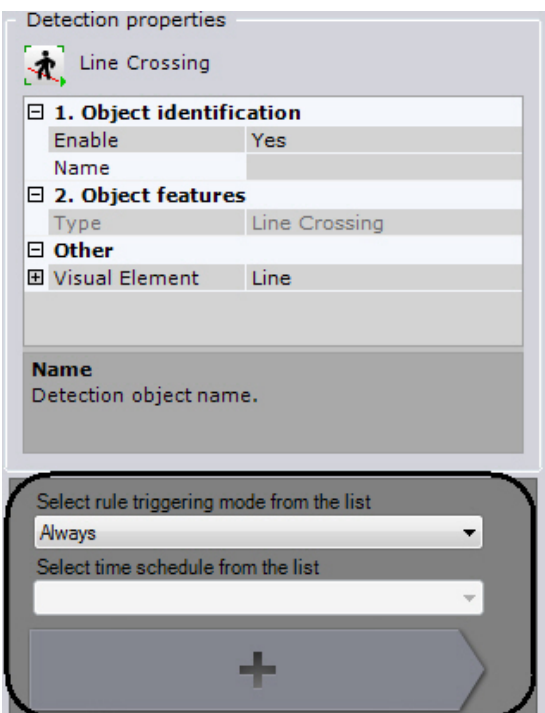 Detection properties
Line Crossing
1. Object identification
Enable Yes
Name
2. Object features
Type Line Crossing
Other
Visual Element Line
Name
Detection object name.
Select rule triggering mode from the list
Always
Select time schedule from the list